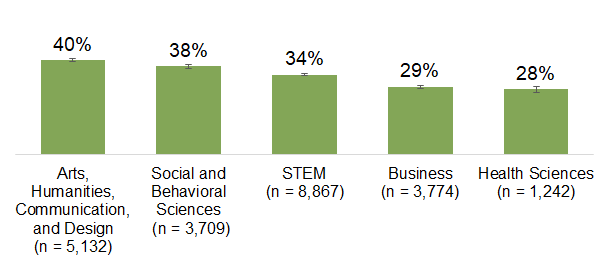 40%
38%
34%
29%
28%
Arts,
Humanities,
Communication,
and Design
(n = 5,132)
Social and
Behavioral
Sciences
(n = 3,709)
STEM
(n = 8,867)
Business
(n = 3,774)
Health Sciences
(n = 1,242)